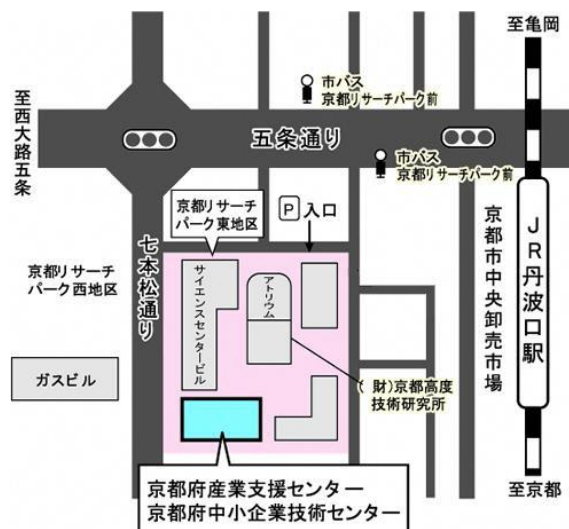 至亀岡
市バス
京都リサーチパーク前
至西大路五条
五条通り
市バス
京都リサーチパーク前
京都リサーチ
パーク東地区
P 入口
七本松通り
京都リサーチ
パーク西地区
サイエンスセンタービル
アトリウム
京都市中央卸売市場
JR丹波口駅
ガスビル
(財)京都高度
技術研究所
京都府産業支援センター
京都府中小企業技術センター
至京都